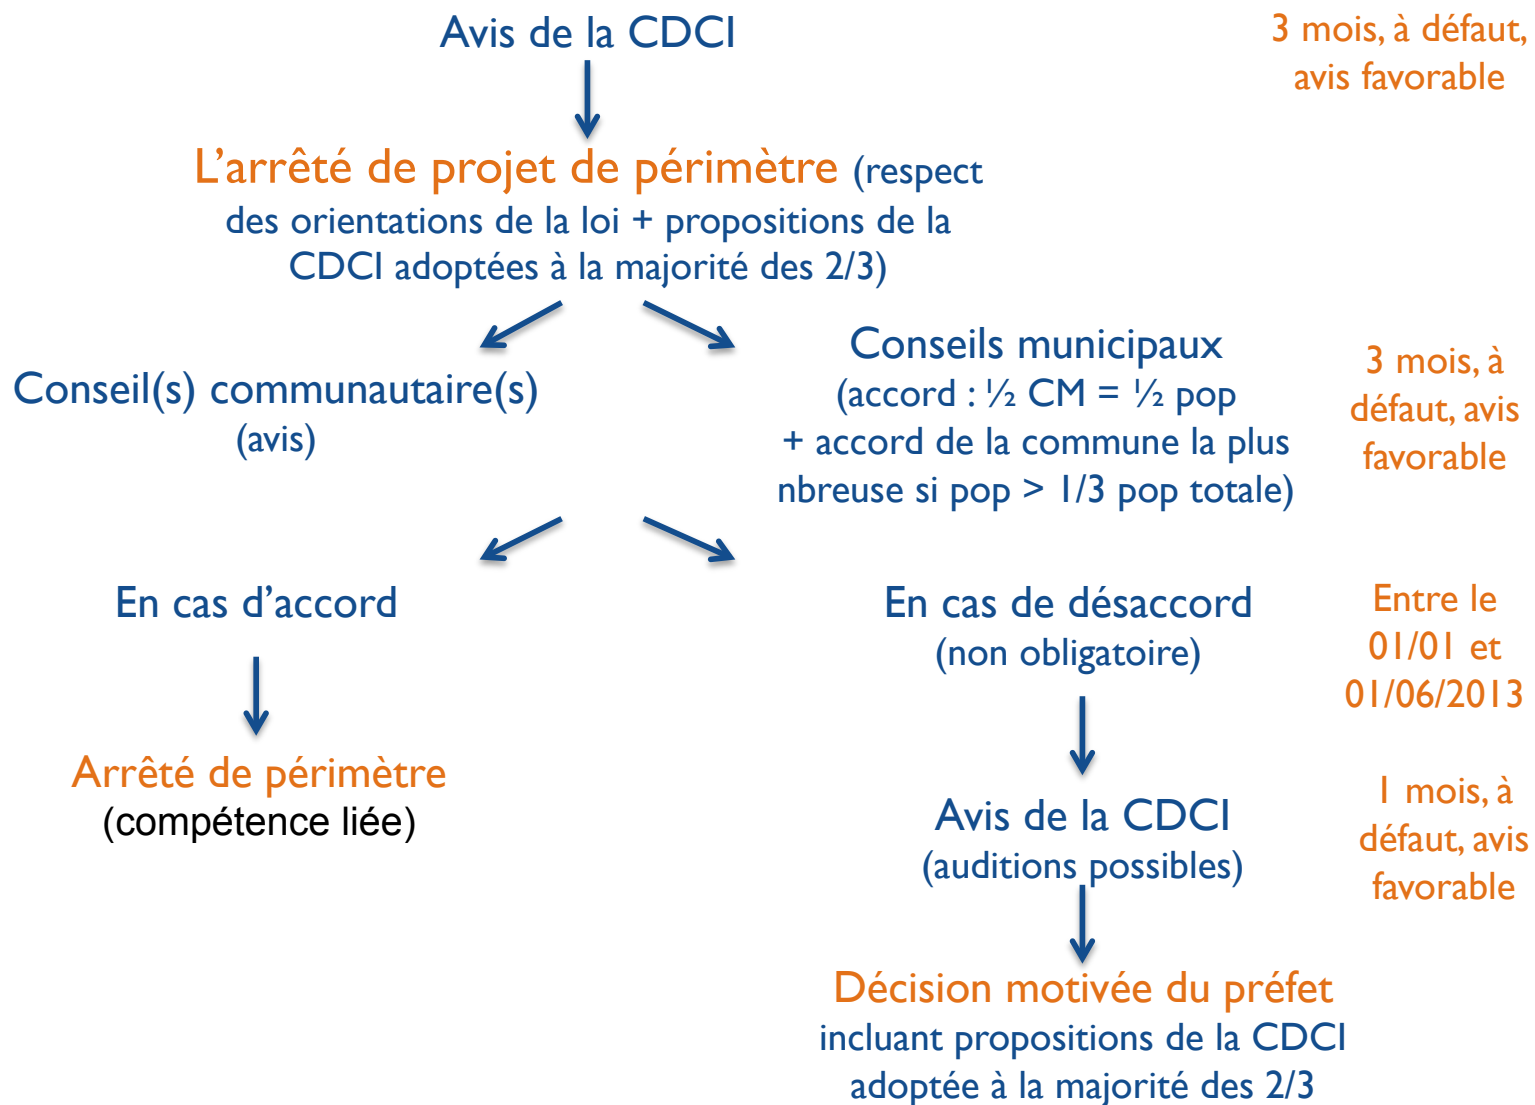 Avis de la CDCI
3 mois, à défaut,
avis favorable
L'arrêté de projet de périmètre (respect
des orientations de la loi + propositions de la
CDCI adoptées à la majorité des 2/3)
Conseil(s) communautaire(s)
(avis)
Conseils municipaux
(accord : ½ CM = ½ pop
+ accord de la commune la plus
nbreuse si pop > 1/3 pop totale)
3 mois, à
défaut, avis
favorable
En cas d'accord
En cas de désaccord
(non obligatoire)
Entre le
01/01 et
01/06/2013
Arrêté de périmètre
(compétence liée)
Avis de la CDCI
(auditions possibles)
1 mois, à
défaut, avis
favorable
Décision motivée du préfet
incluant propositions de la CDCI
adoptée à la majorité des 2/3